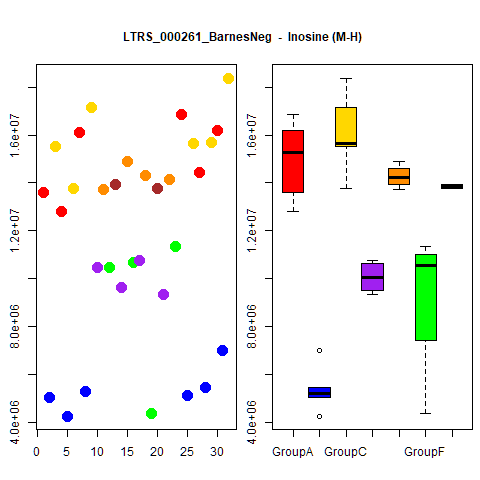 LTRS_000261_BarnesNeg - Inosine (M-H)
4.0e+06 8.0e+06 1.2e+07 1.6e+07
0 5 10 15 20 25 30
4.0e+06 8.0e+06 1.2e+07 1.6e+07
GroupA GroupC GroupF